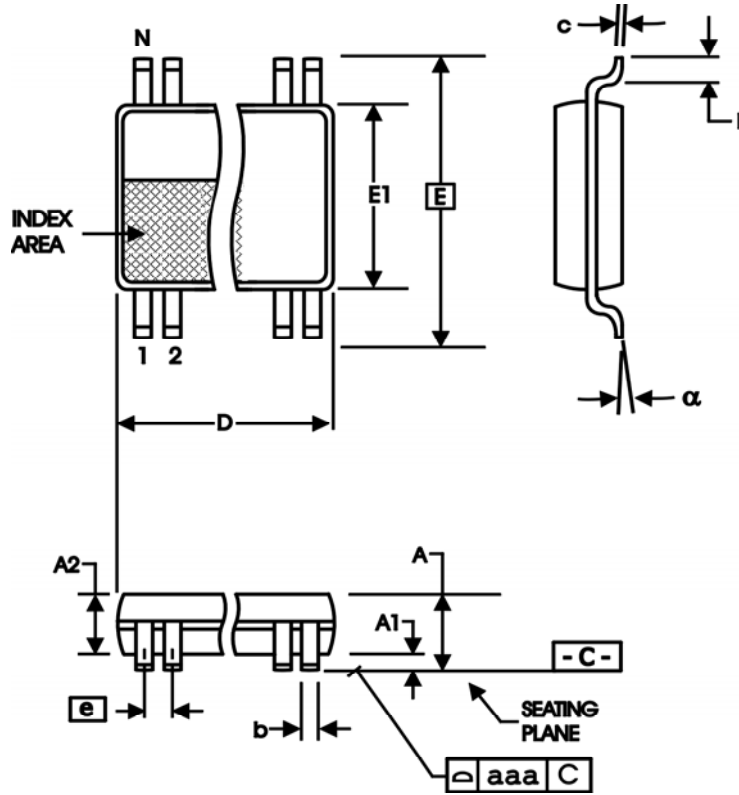 N
c
E1
E
INDEX
AREA
1 2
D
α
A2
A
A1
-C-
e
b
SEATING
PLANE
aaa C